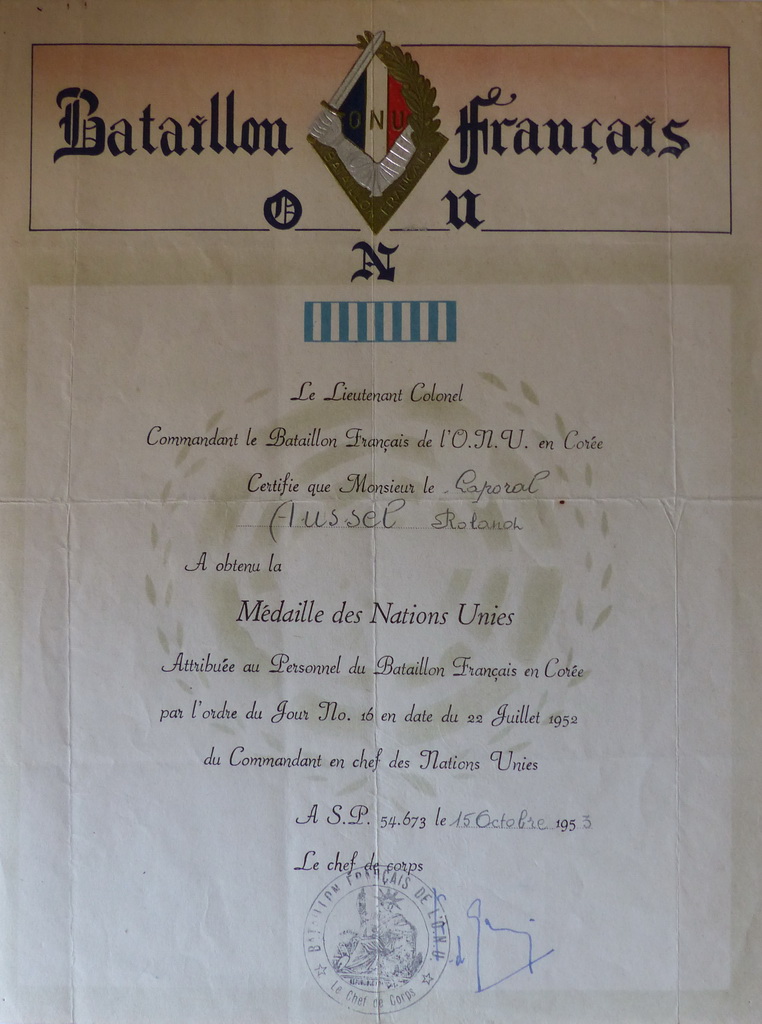 Bataillon Français
ONU
BATAILLON FRANÇAIS
O N U
Le Lieutenant Colonel
Commandant le Bataillon Français de l'O.N.U. en Corée
Certifie que Monsieur le Caporal
Aussel Roland
A obtenu la
Médaille des Nations Unies
Attribuée au Personnel du Bataillon Français en Corée
par l'ordre du Jour No. 16 en date du 22 Juillet 1952
du Commandant en chef des Nations Unies
A S.P. 54.673 le 15 Octobre 1953
Le chef de corps
BATAILLON FRANÇAIS DE L'O.N.U.
Le Chef de Corps